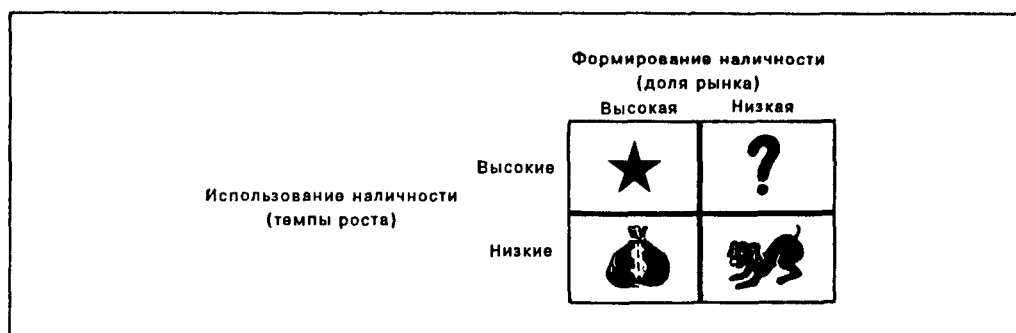 Формирование наличности
(доля рынка)
Высокая Низкая
Высокие
?
Использование наличности
(темпы роста)
Низкие